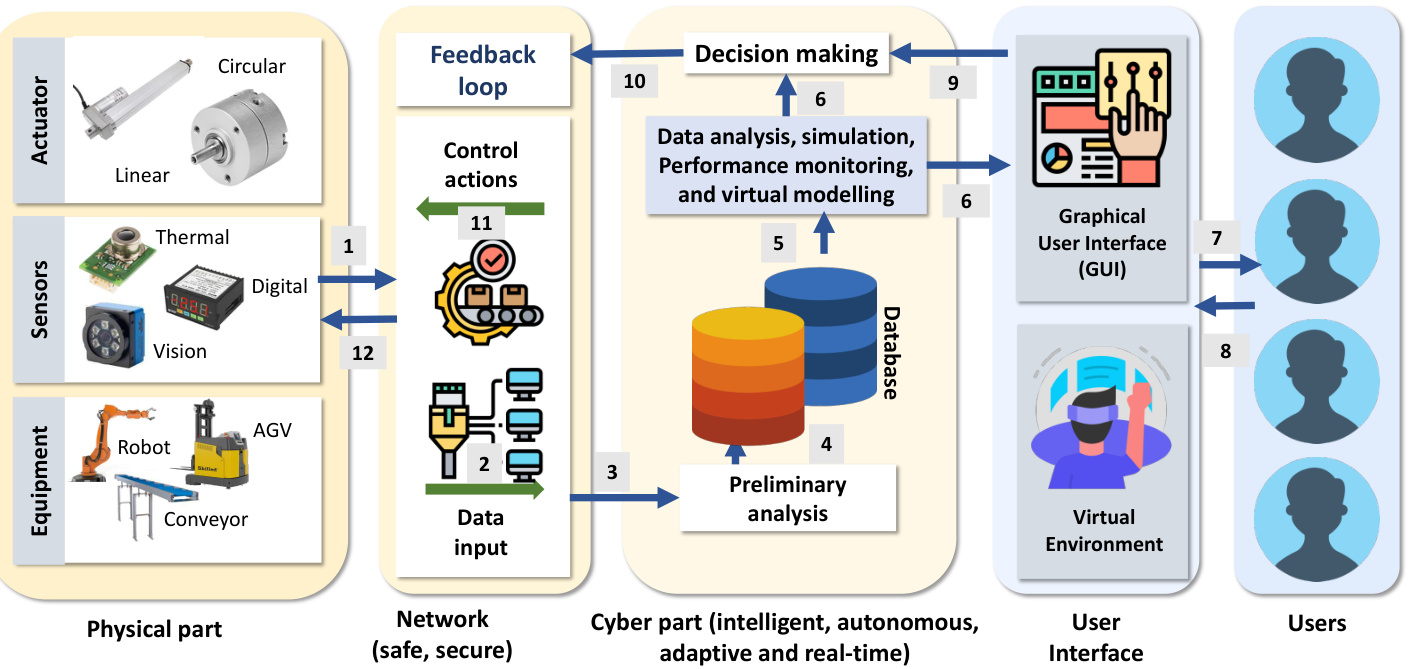 Actuator
Circular
Linear
Sensors
Thermal
Digital
Vision
Equipment
Robot
AGV
Conveyor
Physical part
1
12
Feedback
loop
Control
actions
11
2
Data
input
Network
(safe, secure)
10
3
Decision making
9
6
Data analysis, simulation,
Performance monitoring,
and virtual modelling
6
5
Database
4
Preliminary
analysis
Cyber part (intelligent, autonomous,
adaptive and real-time)
Graphical
User Interface
(GUI)
Virtual
Environment
User
Interface
7
8
Users